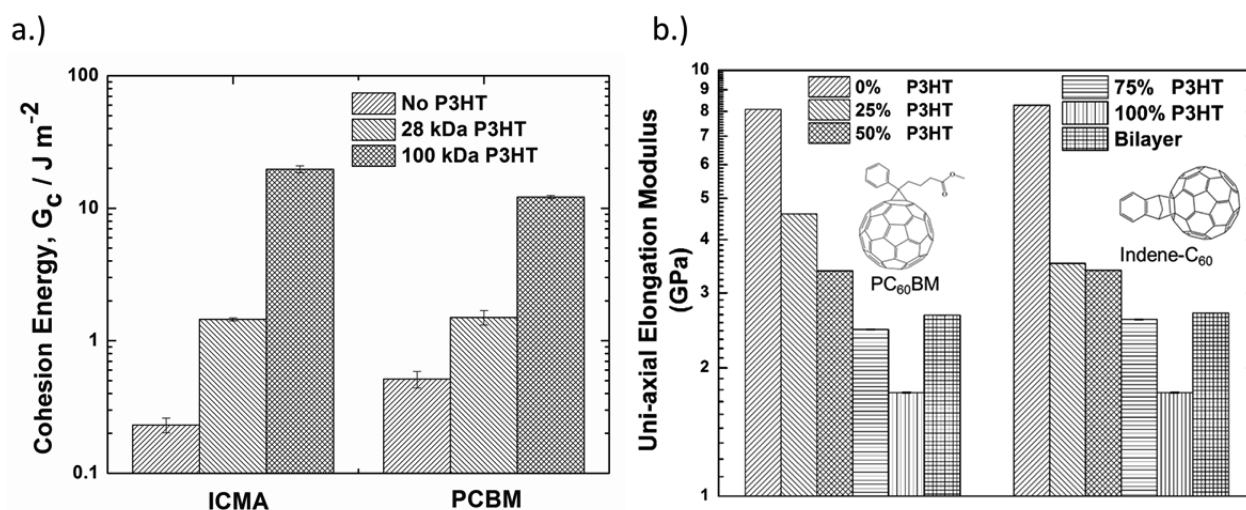 a.)
Cohesion Energy, G_C / J m⁻²
100
10
1
0.1
No P3HT
28 kDa P3HT
100 kDa P3HT
ICMA
PCBM
b.)
Uni-axial Elongation Modulus
(GPa)
10
9
8
7
6
5
4
3
2
1
0% P3HT
25% P3HT
50% P3HT
75% P3HT
100% P3HT
Bilayer
O
O
PC₆₀BM
Indene-C₆₀